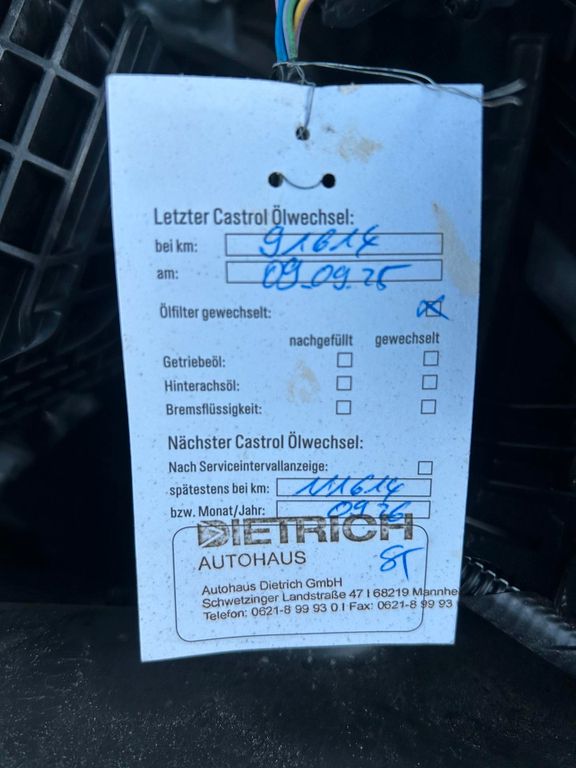 Letzter Castrol Ölwechsel:
bei km: 91614
am: 09.09.25
Ölfilter gewechselt:
nachgefüllt gewechselt
Getriebeöl:
Hinterachsöl:
Bremsflüssigkeit:
Nächster Castrol Ölwechsel:
Nach Serviceintervallanzeige:
spätestens bei km: 111614
bzw. Monat/Jahr: 09.26
DIETRICH
AUTOHAUS
ST
Autohaus Dietrich GmbH
Schwetzinger Landstraße 47 I 68219 Mannhe
Telefon: 0621-8 99 93 0 I Fax: 0621-8 99 93